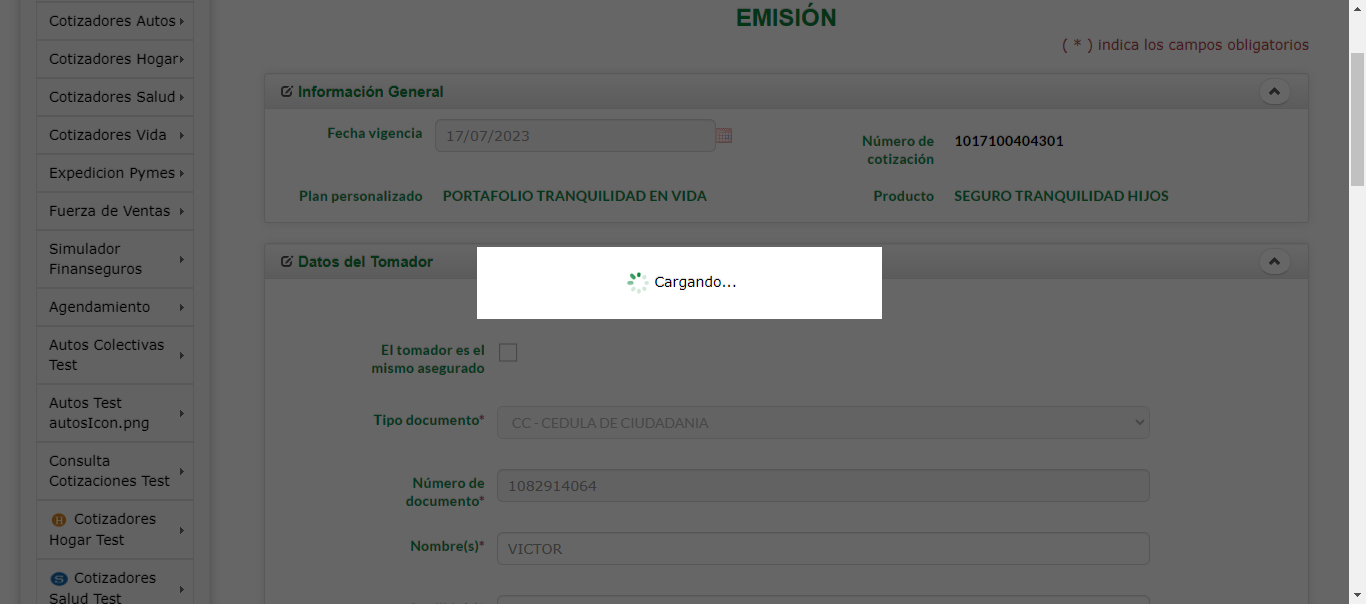 Cotizadores Autos
Cotizadores Hogar
Cotizadores Salud
Cotizadores Vida
Expedicion Pymes
Fuerza de Ventas
Simulador
Finanseguros
Agendamiento
Autos Colectivas
Test
Autos Test
autosIcon.png
Consulta
Cotizaciones Test
H Cotizadores
Hogar Test
S Cotizadores
Salud Test
EMISIÓN
( * ) indica los campos obligatorios
Información General
Fecha vigencia 17/07/2023
Número de
cotización
1017100404301
Plan personalizado PORTAFOLIO TRANQUILIDAD EN VIDA
Producto SEGURO TRANQUILIDAD HIJOS
Datos del Tomador
Cargando...
El tomador es el
mismo asegurado
Tipo documento* CC - CEDULA DE CIUDADANIA
Número de
documento*
1082914064
Nombre(s)* VICTOR